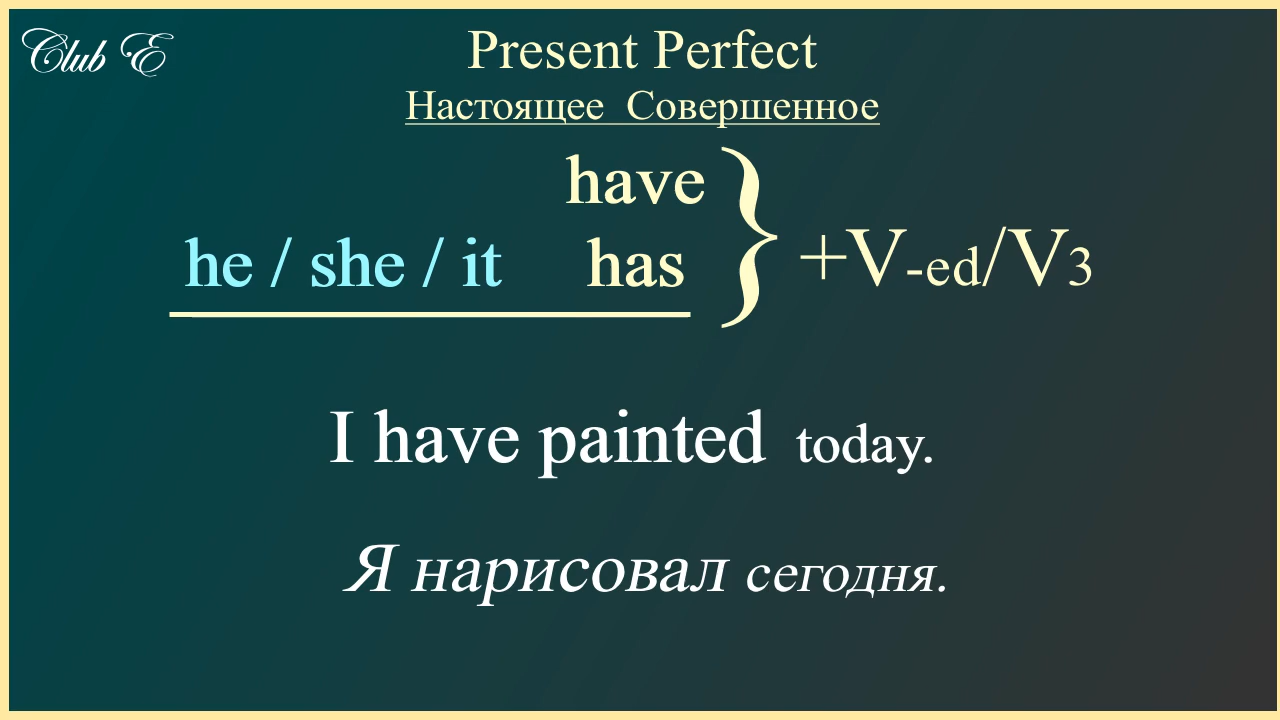 Club E
Present Perfect
Настоящее Совершенное
have
he / she / it has } +V-ed/V3
I have painted today.
Я нарисовал сегодня.